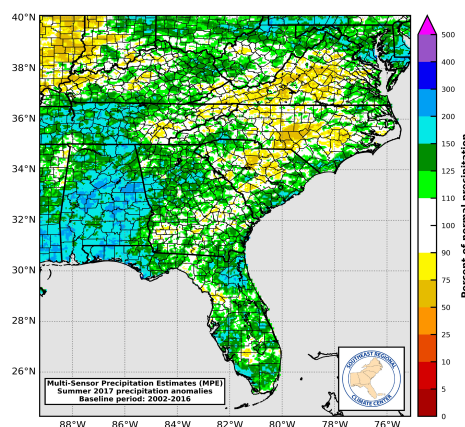 40°N
38°N
36°N
34°N
32°N
30°N
28°N
26°N
88°W
86°W
84°W
82°W
80°W
78°W
76°W
Multi-Sensor Precipitation Estimates (MPE)
Summer 2017 precipitation anomalies
Baseline period: 2002-2016
SOUTHEAST REGIONAL
CLIMATE CENTER
500
400
300
200
150
125
110
100
90
75
50
25
10
5
0
Percent of normal precipitation